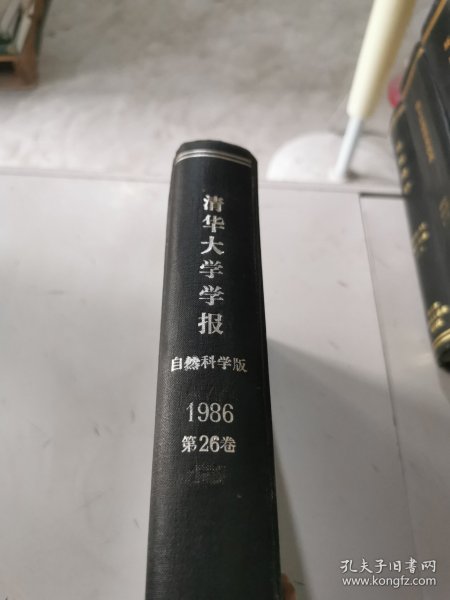 清华大学学报
自然科学版
1986
第26卷
孔夫子旧书网
www.kongfz.com